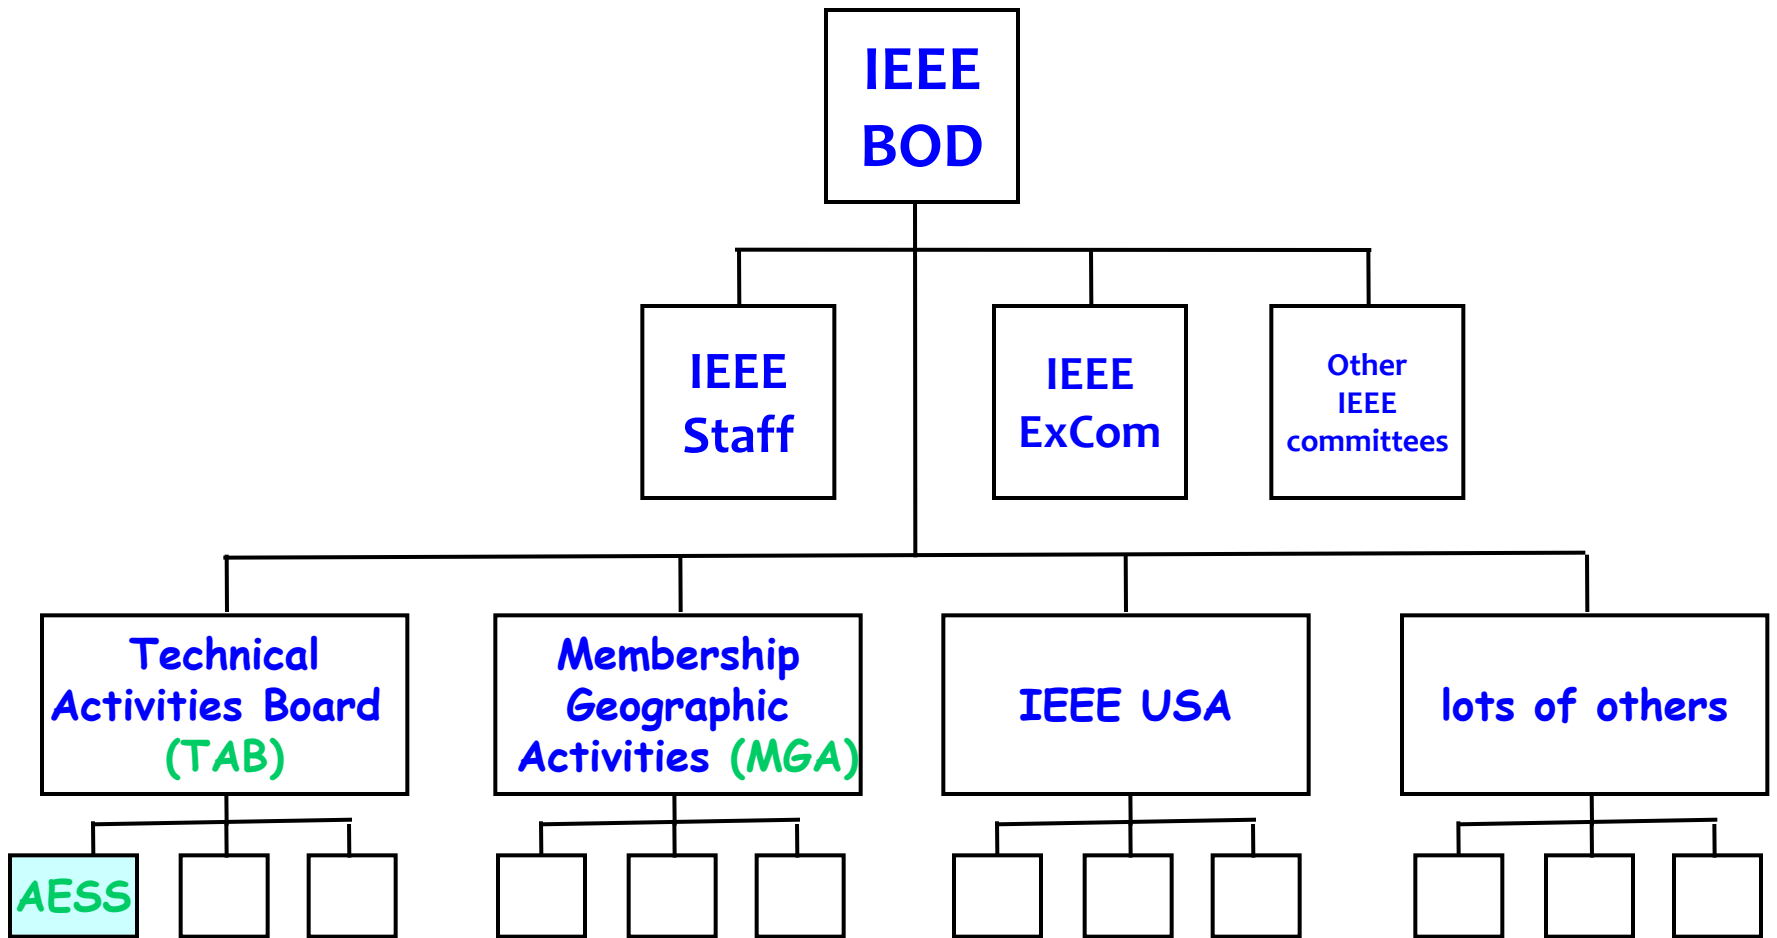 IEEE
BOD
IEEE
Staff
IEEE
ExCom
Other
IEEE
committees
Technical
Activities Board
(TAB)
Membership
Geographic
Activities (MGA)
IEEE USA
lots of others
AESS